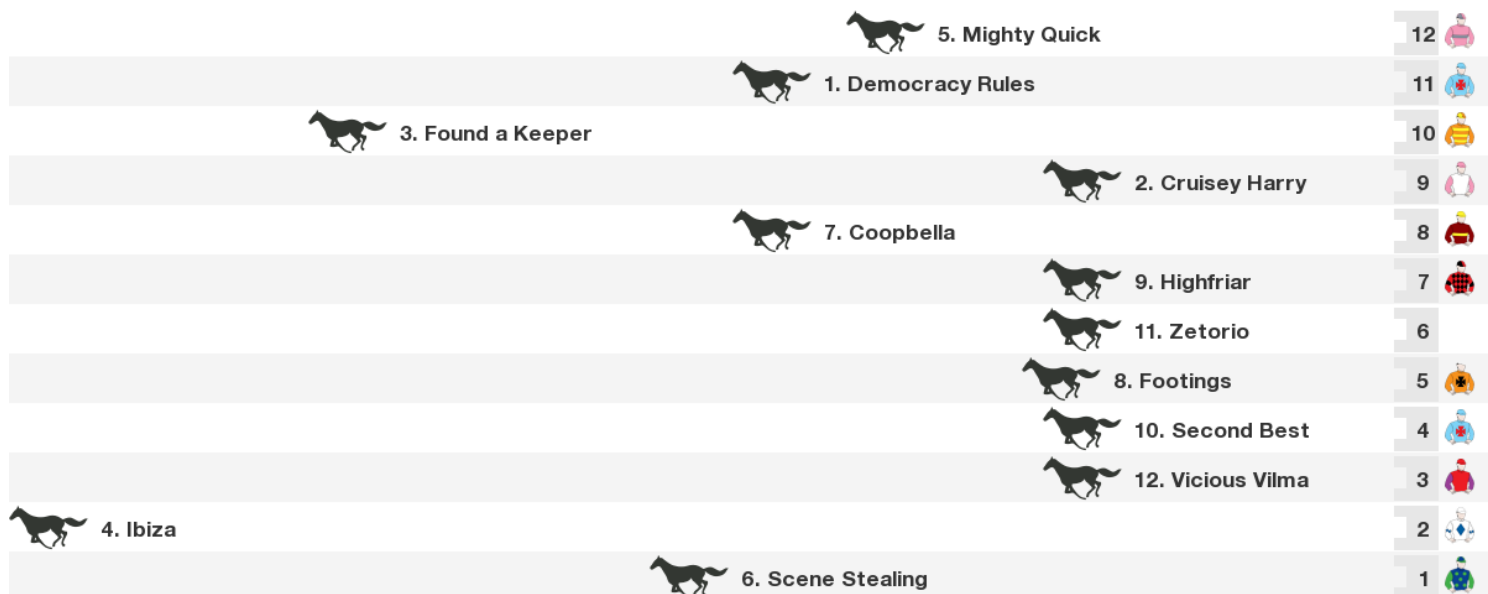 5. Mighty Quick 12
1. Democracy Rules 11
3. Found a Keeper 10
2. Cruisey Harry 9
7. Coopbella 8
9. Highfriar 7
11. Zetorio 6
8. Footings 5
10. Second Best 4
12. Vicious Vilma 3
4. Ibiza 2
6. Scene Stealing 1